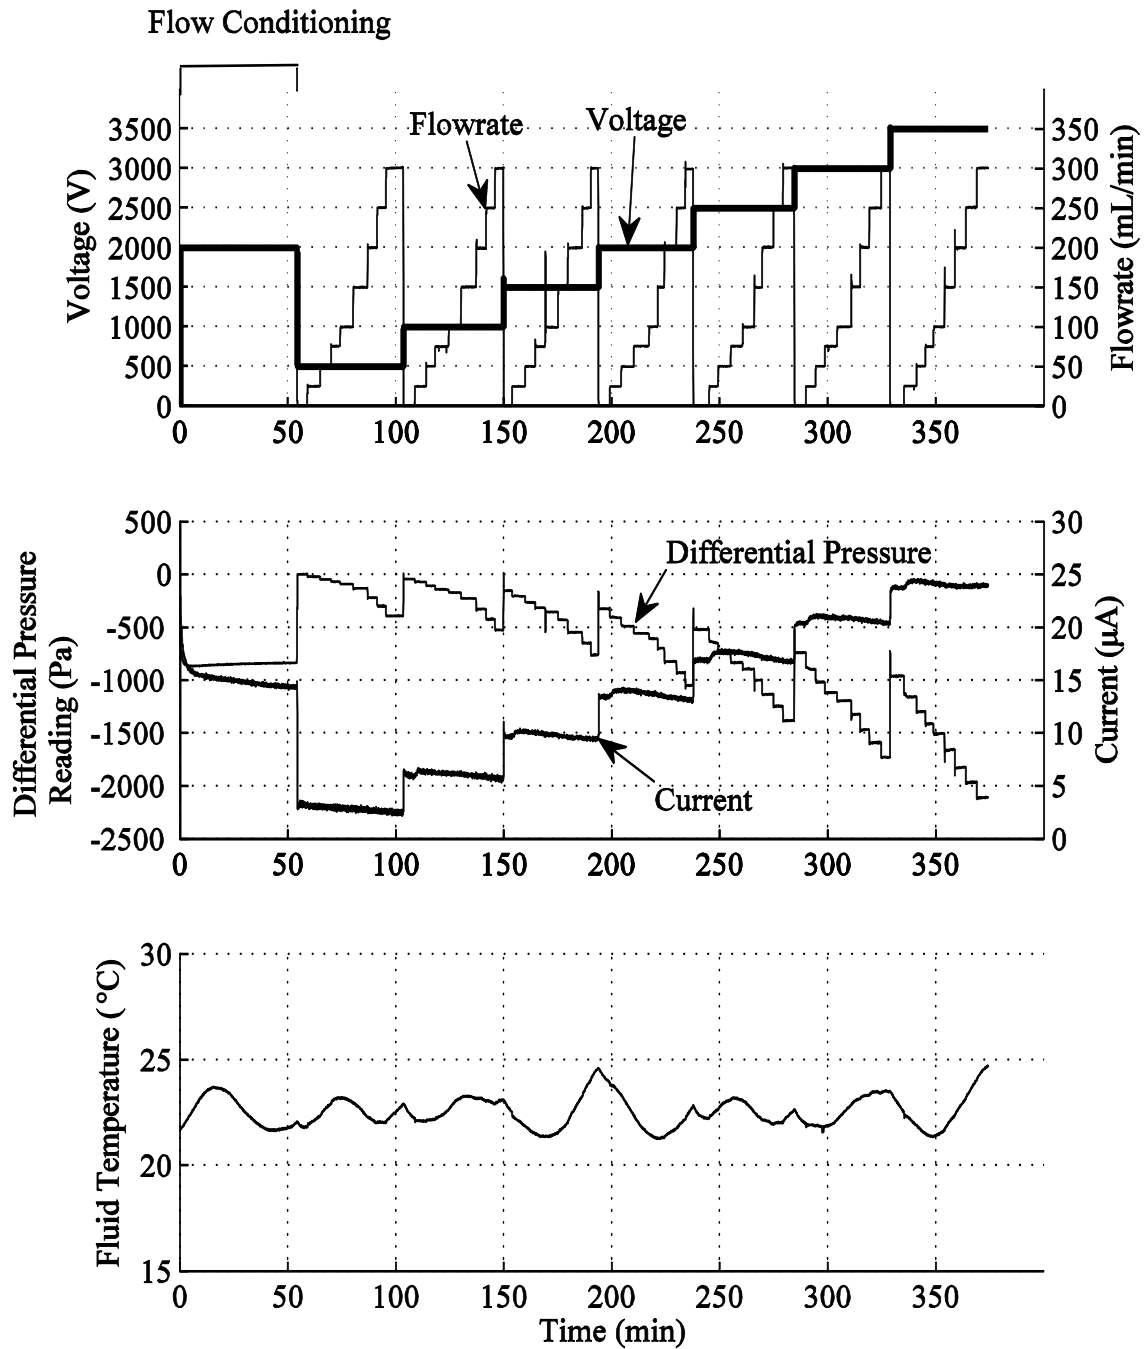 Flow Conditioning
Flowrate
Voltage
Voltage (V)
3500
3000
2500
2000
1500
1000
500
0
350
300
250
200
150
100
50
0
Flowrate (mL/min)
0 50 100 150 200 250 300 350
Differential Pressure
Reading (Pa)
500
0
-500
-1000
-1500
-2000
-2500
Differential Pressure
Current
30
25
20
15
10
5
0
Current (µA)
0 50 100 150 200 250 300 350
Fluid Temperature (°C)
30
25
20
15
0 50 100 150 200 250 300 350
Time (min)